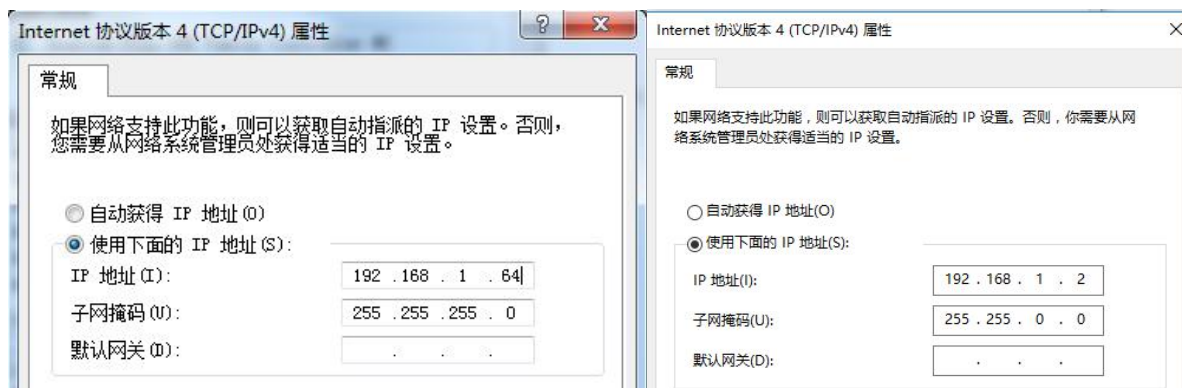 Internet 协议版本 4 (TCP/IPv4) 属性
常规
如果网络支持此功能，则可以获取自动指派的 IP 设置。否则，
您需要从网络系统管理员处获得适当的 IP 设置。
自动获得 IP 地址(O)
使用下面的 IP 地址(S):
IP 地址(I):
192 .168 . 1 . 64
子网掩码(U):
255 .255 .255 . 0
默认网关(D):
. . .
Internet 协议版本 4 (TCP/IPv4) 属性
常规
如果网络支持此功能，则可以获取自动指派的 IP 设置。否则，你需要从网
络系统管理员处获得适当的 IP 设置。
自动获得 IP 地址(O)
使用下面的 IP 地址(S):
IP 地址(I):
192 . 168 . 1 . 2
子网掩码(U):
255 . 255 . 0 . 0
默认网关(D):
. . .